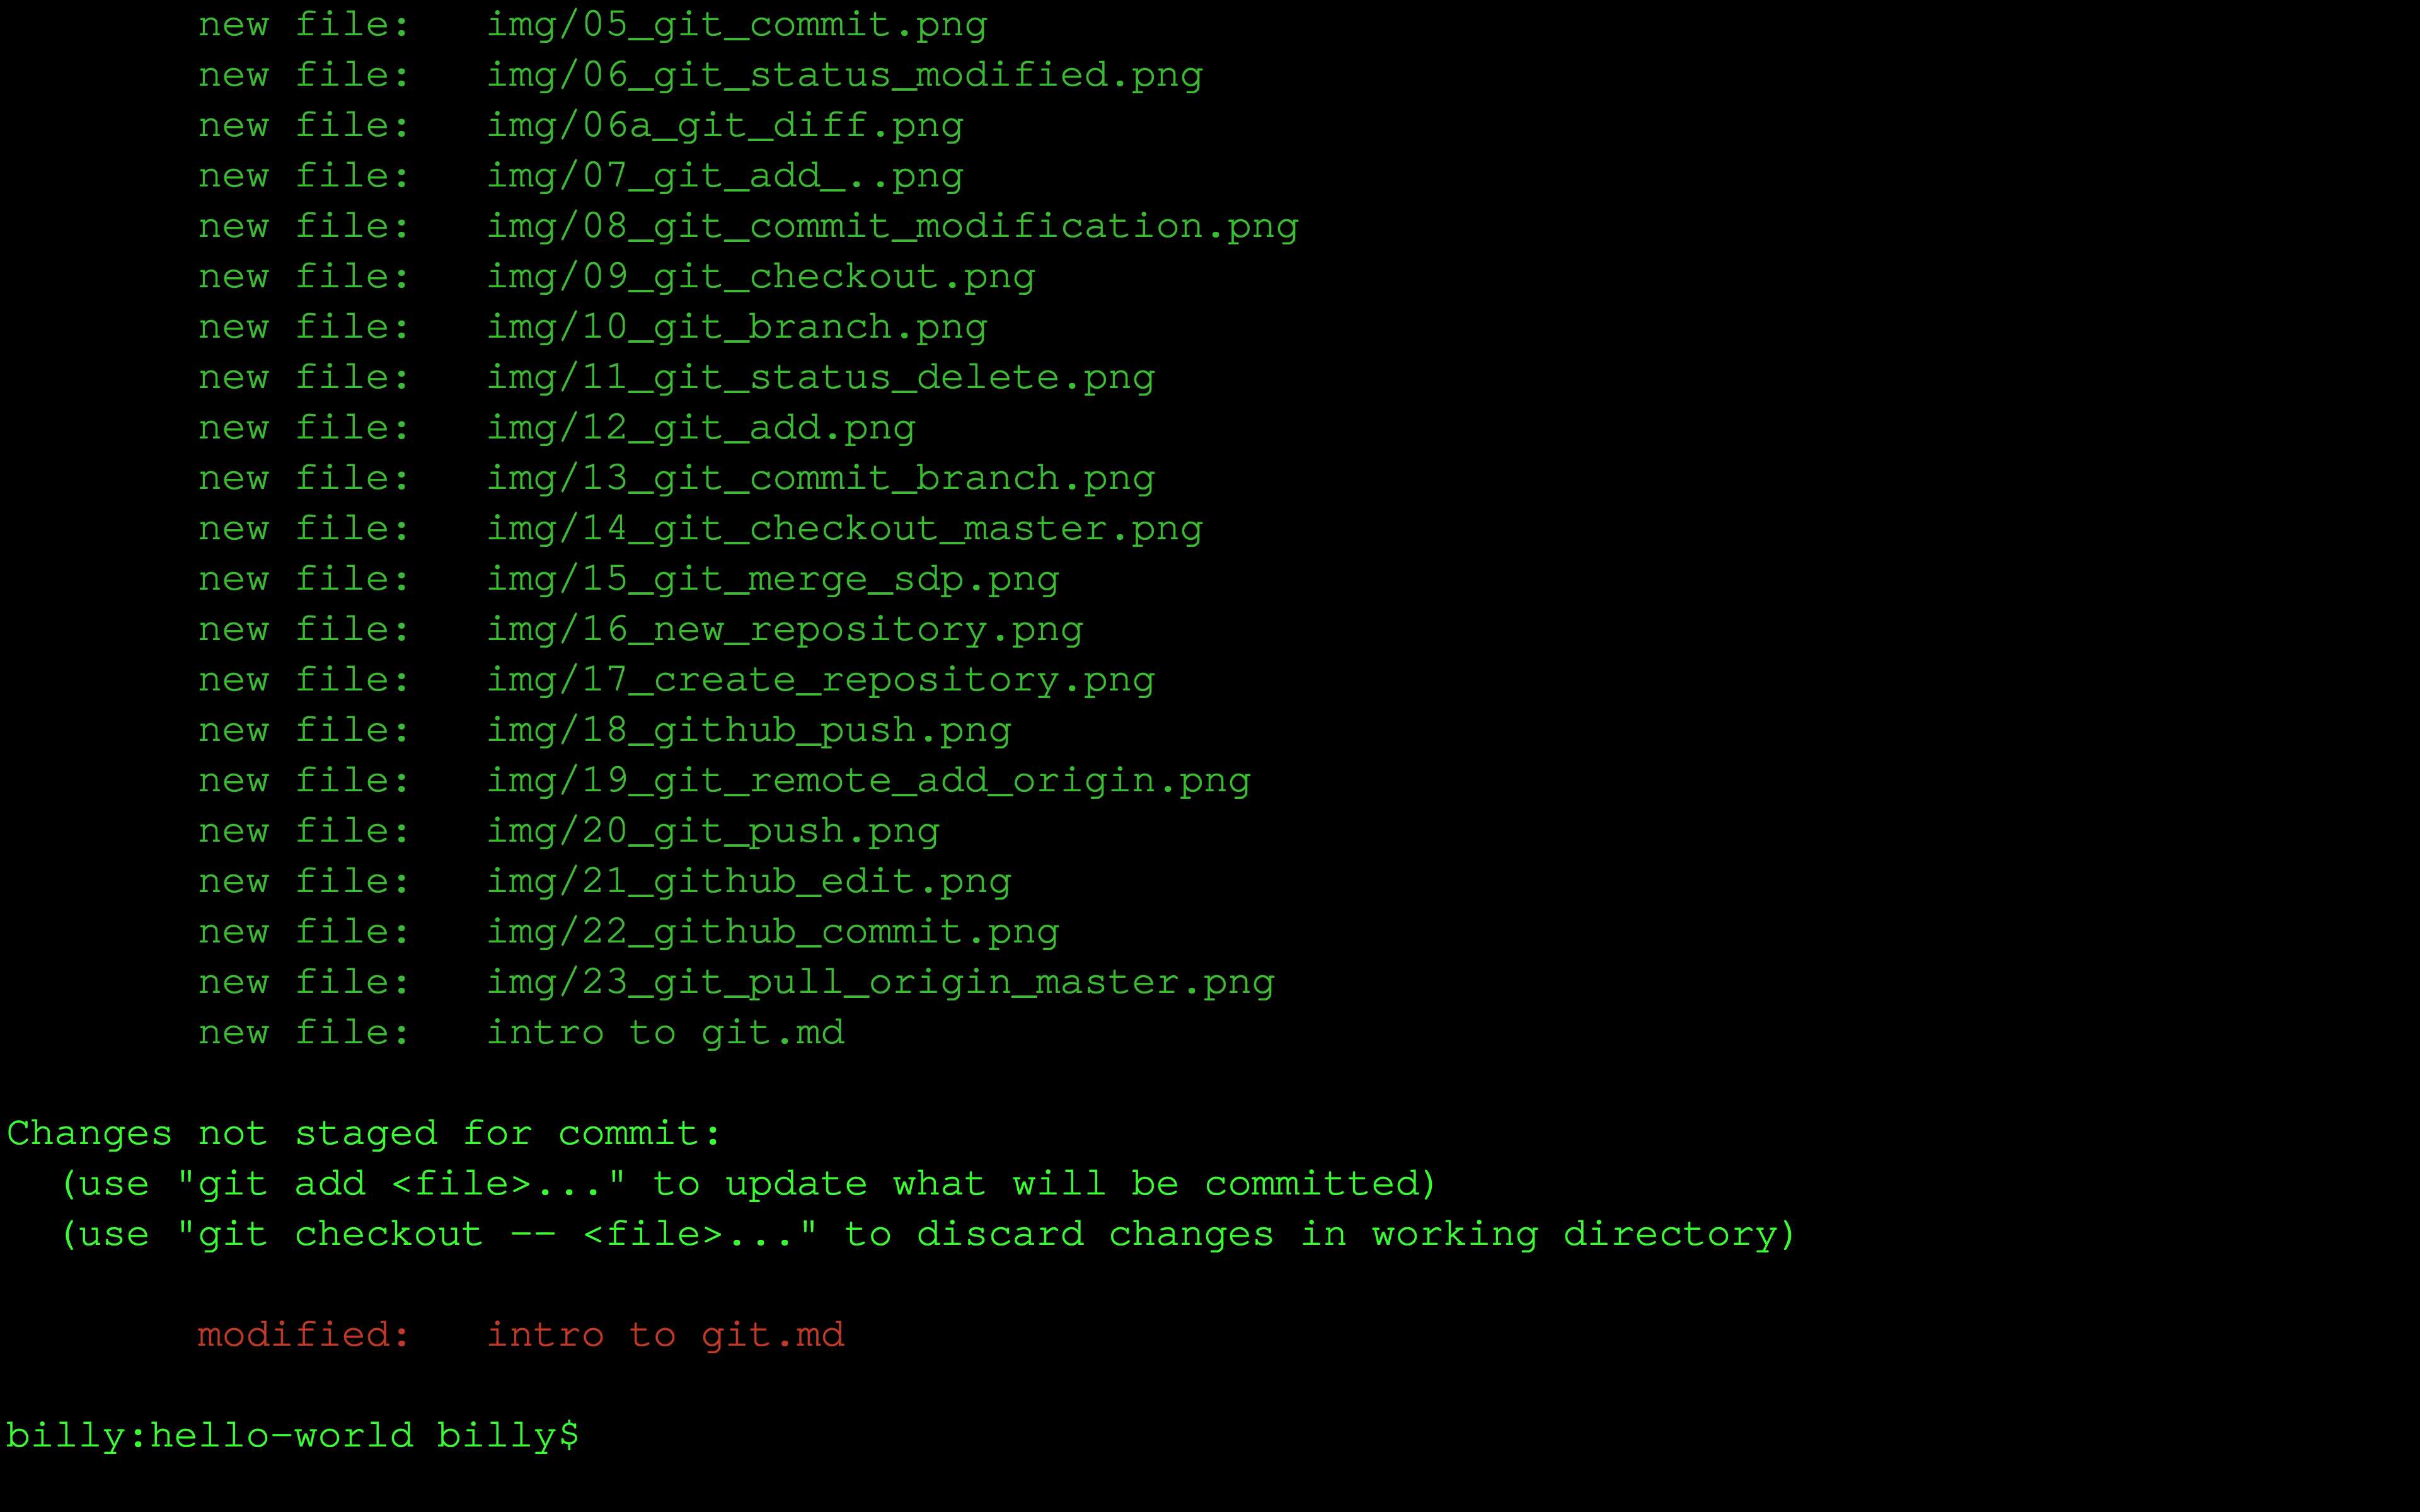 new file:   img/05_git_commit.png
new file:   img/06_git_status_modified.png
new file:   img/06a_git_diff.png
new file:   img/07_git_add_..png
new file:   img/08_git_commit_modification.png
new file:   img/09_git_checkout.png
new file:   img/10_git_branch.png
new file:   img/11_git_status_delete.png
new file:   img/12_git_add.png
new file:   img/13_git_commit_branch.png
new file:   img/14_git_checkout_master.png
new file:   img/15_git_merge_sdp.png
new file:   img/16_new_repository.png
new file:   img/17_create_repository.png
new file:   img/18_github_push.png
new file:   img/19_git_remote_add_origin.png
new file:   img/20_git_push.png
new file:   img/21_github_edit.png
new file:   img/22_github_commit.png
new file:   img/23_git_pull_origin_master.png
new file:   intro to git.md
Changes not staged for commit:
(use "git add <file>..." to update what will be committed)
(use "git checkout -- <file>..." to discard changes in working directory)
modified:   intro to git.md
billy:hello-world billy$